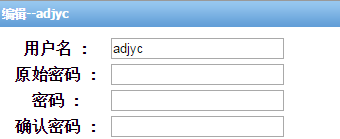 编辑--adjyc
用户名 ： adjyc
原始密码 ：
密码 ：
确认密码 ：